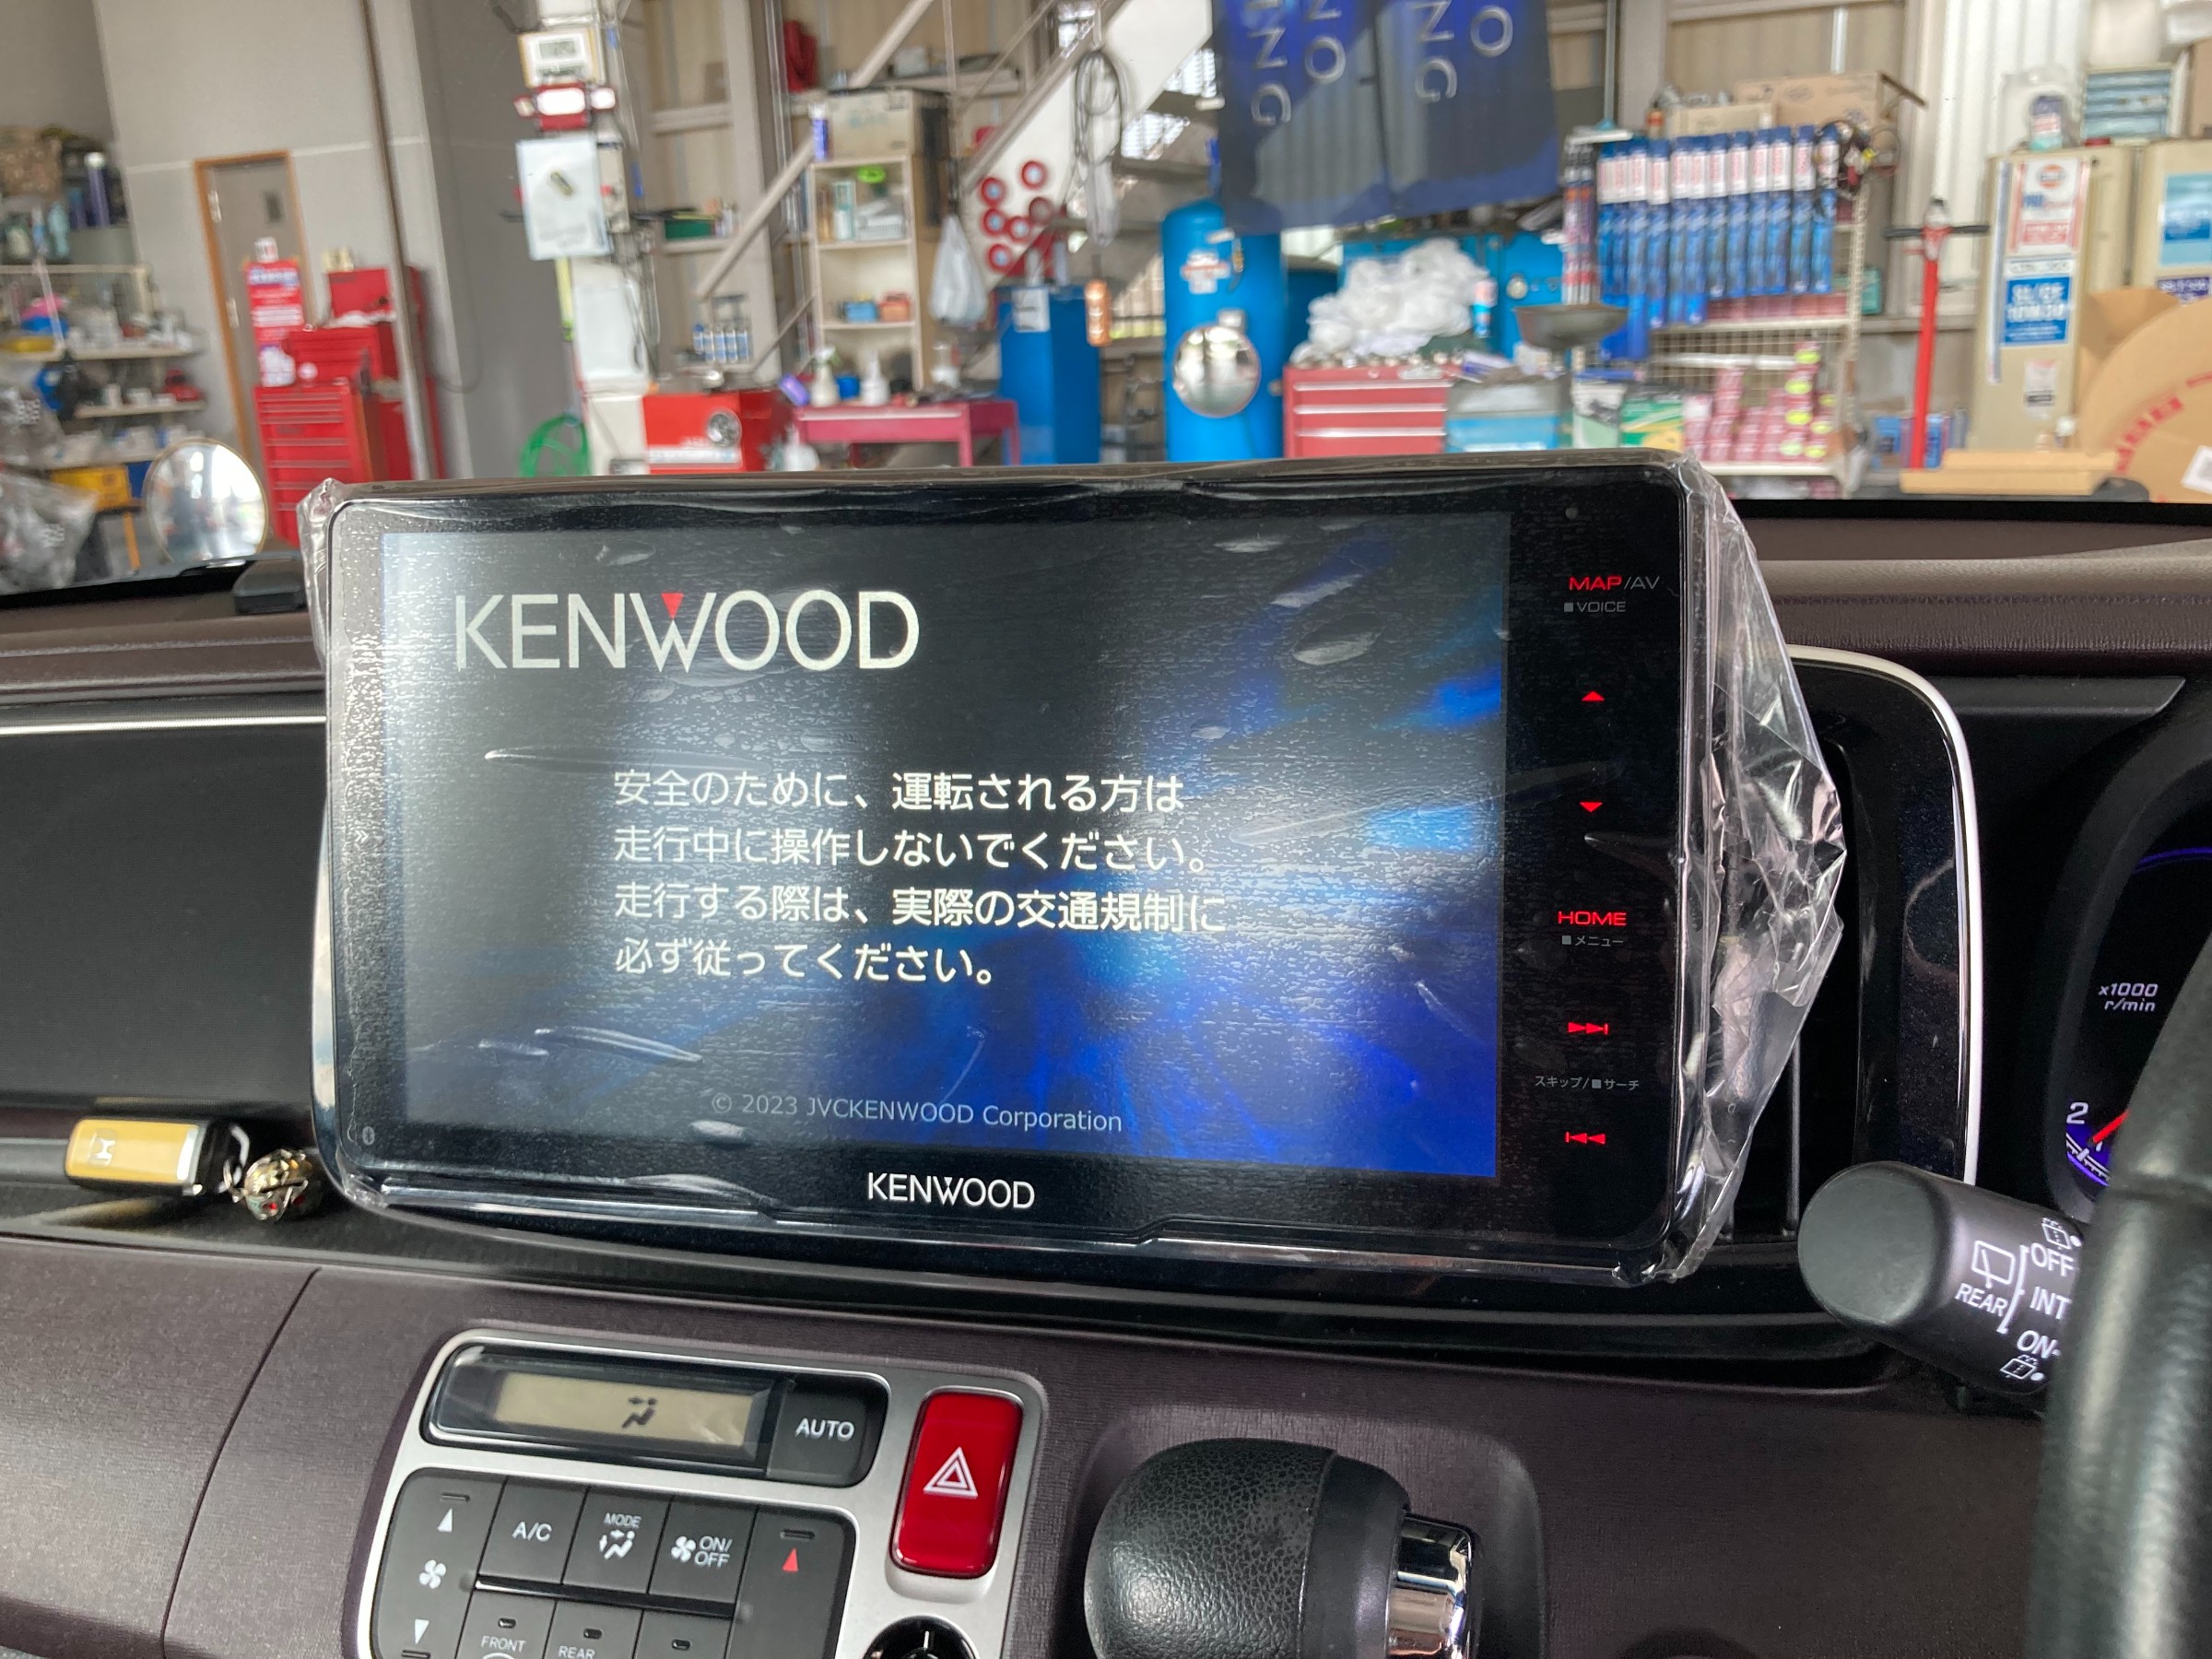 KENWOOD
安全のために、運転される方は
走行中に操作しないでください。
走行する際は、実際の交通規制に
必ず従ってください。
© 2023 JVCKENWOOD Corporation
KENWOOD
MAP/AV
VOICE
HOME
メニュー
スキップ/■サーチ
x1000
r/min
2
OFF
INT
REAR
ON
AUTO
A/C
MODE
ON/
OFF
FRONT
REAR